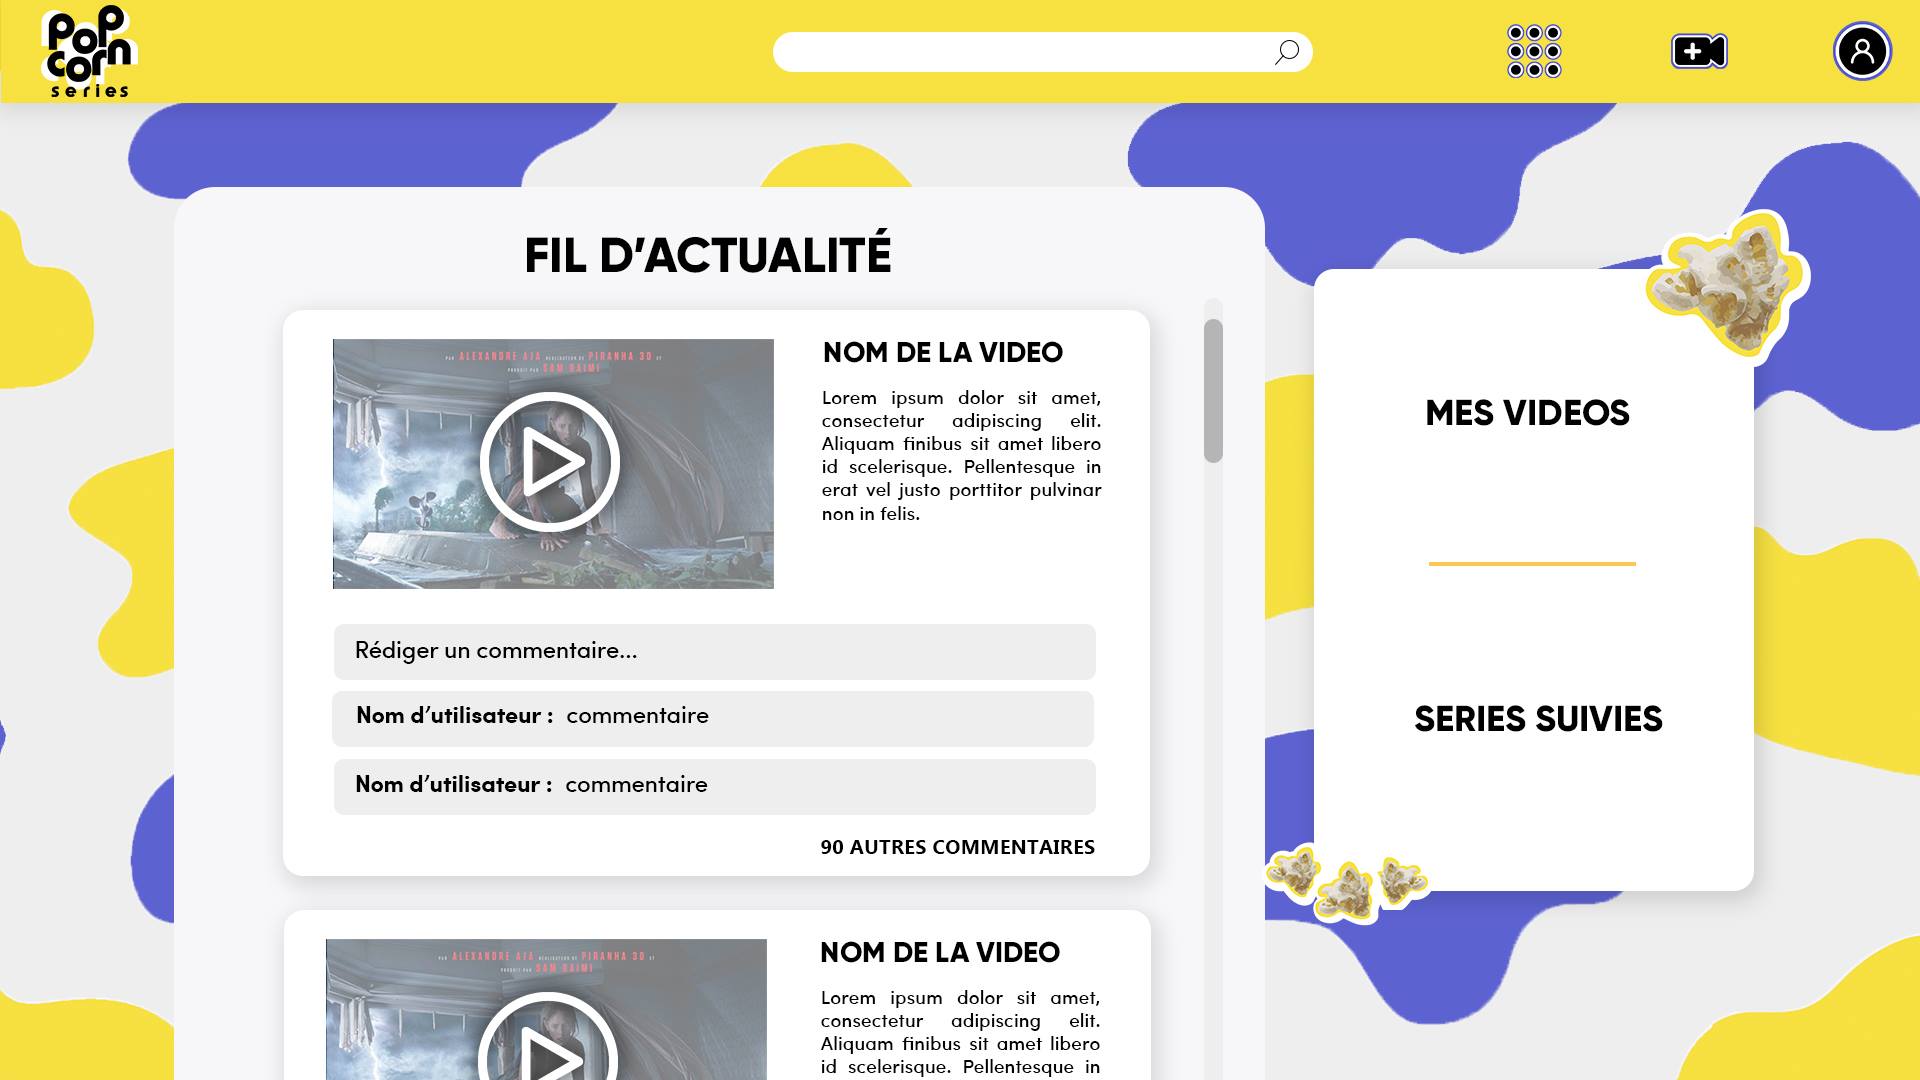 Pop
corn
series
FIL D’ACTUALITÉ
PAR ALEXANDRE AJA RÉALISATEUR DE PIRANHA 3D ET
PRODUIT PAR SAM RAIMI
NOM DE LA VIDEO
Lorem ipsum dolor sit amet,
consectetur adipiscing elit.
Aliquam finibus sit amet libero
id scelerisque. Pellentesque in
erat vel justo porttitor pulvinar
non in felis.
Rédiger un commentaire...
Nom d’utilisateur : commentaire
Nom d’utilisateur : commentaire
90 AUTRES COMMENTAIRES
PAR ALEXANDRE AJA RÉALISATEUR DE PIRANHA 3D ET
PRODUIT PAR SAM RAIMI
NOM DE LA VIDEO
Lorem ipsum dolor sit amet,
consectetur adipiscing elit.
Aliquam finibus sit amet libero
id scelerisque. Pellentesque in
MES VIDEOS
SERIES SUIVIES